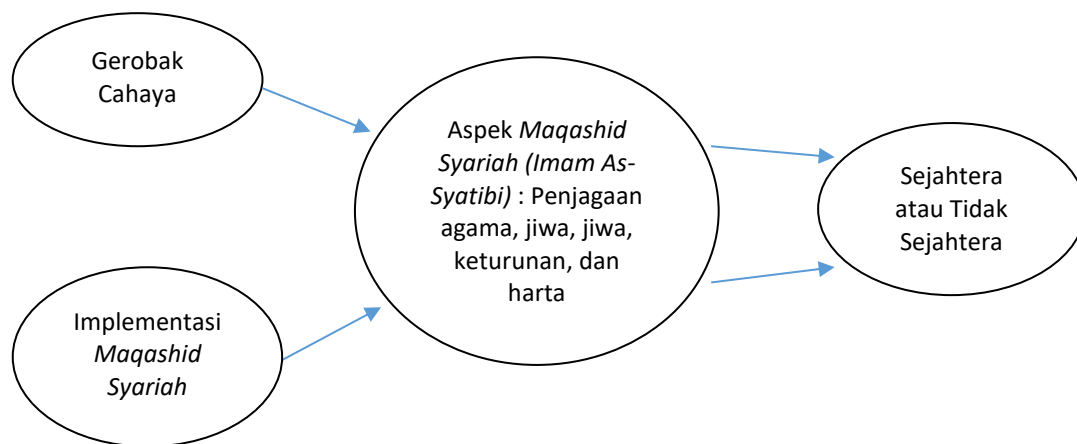 Gerobak
Cahaya
Implementasi
Maqashid
Syariah
Aspek Maqashid
Syariah (Imam As-
Syatibi) : Penjagaan
agama, jiwa, jiwa,
keturunan, dan
harta
Sejahtera
atau Tidak
Sejahtera